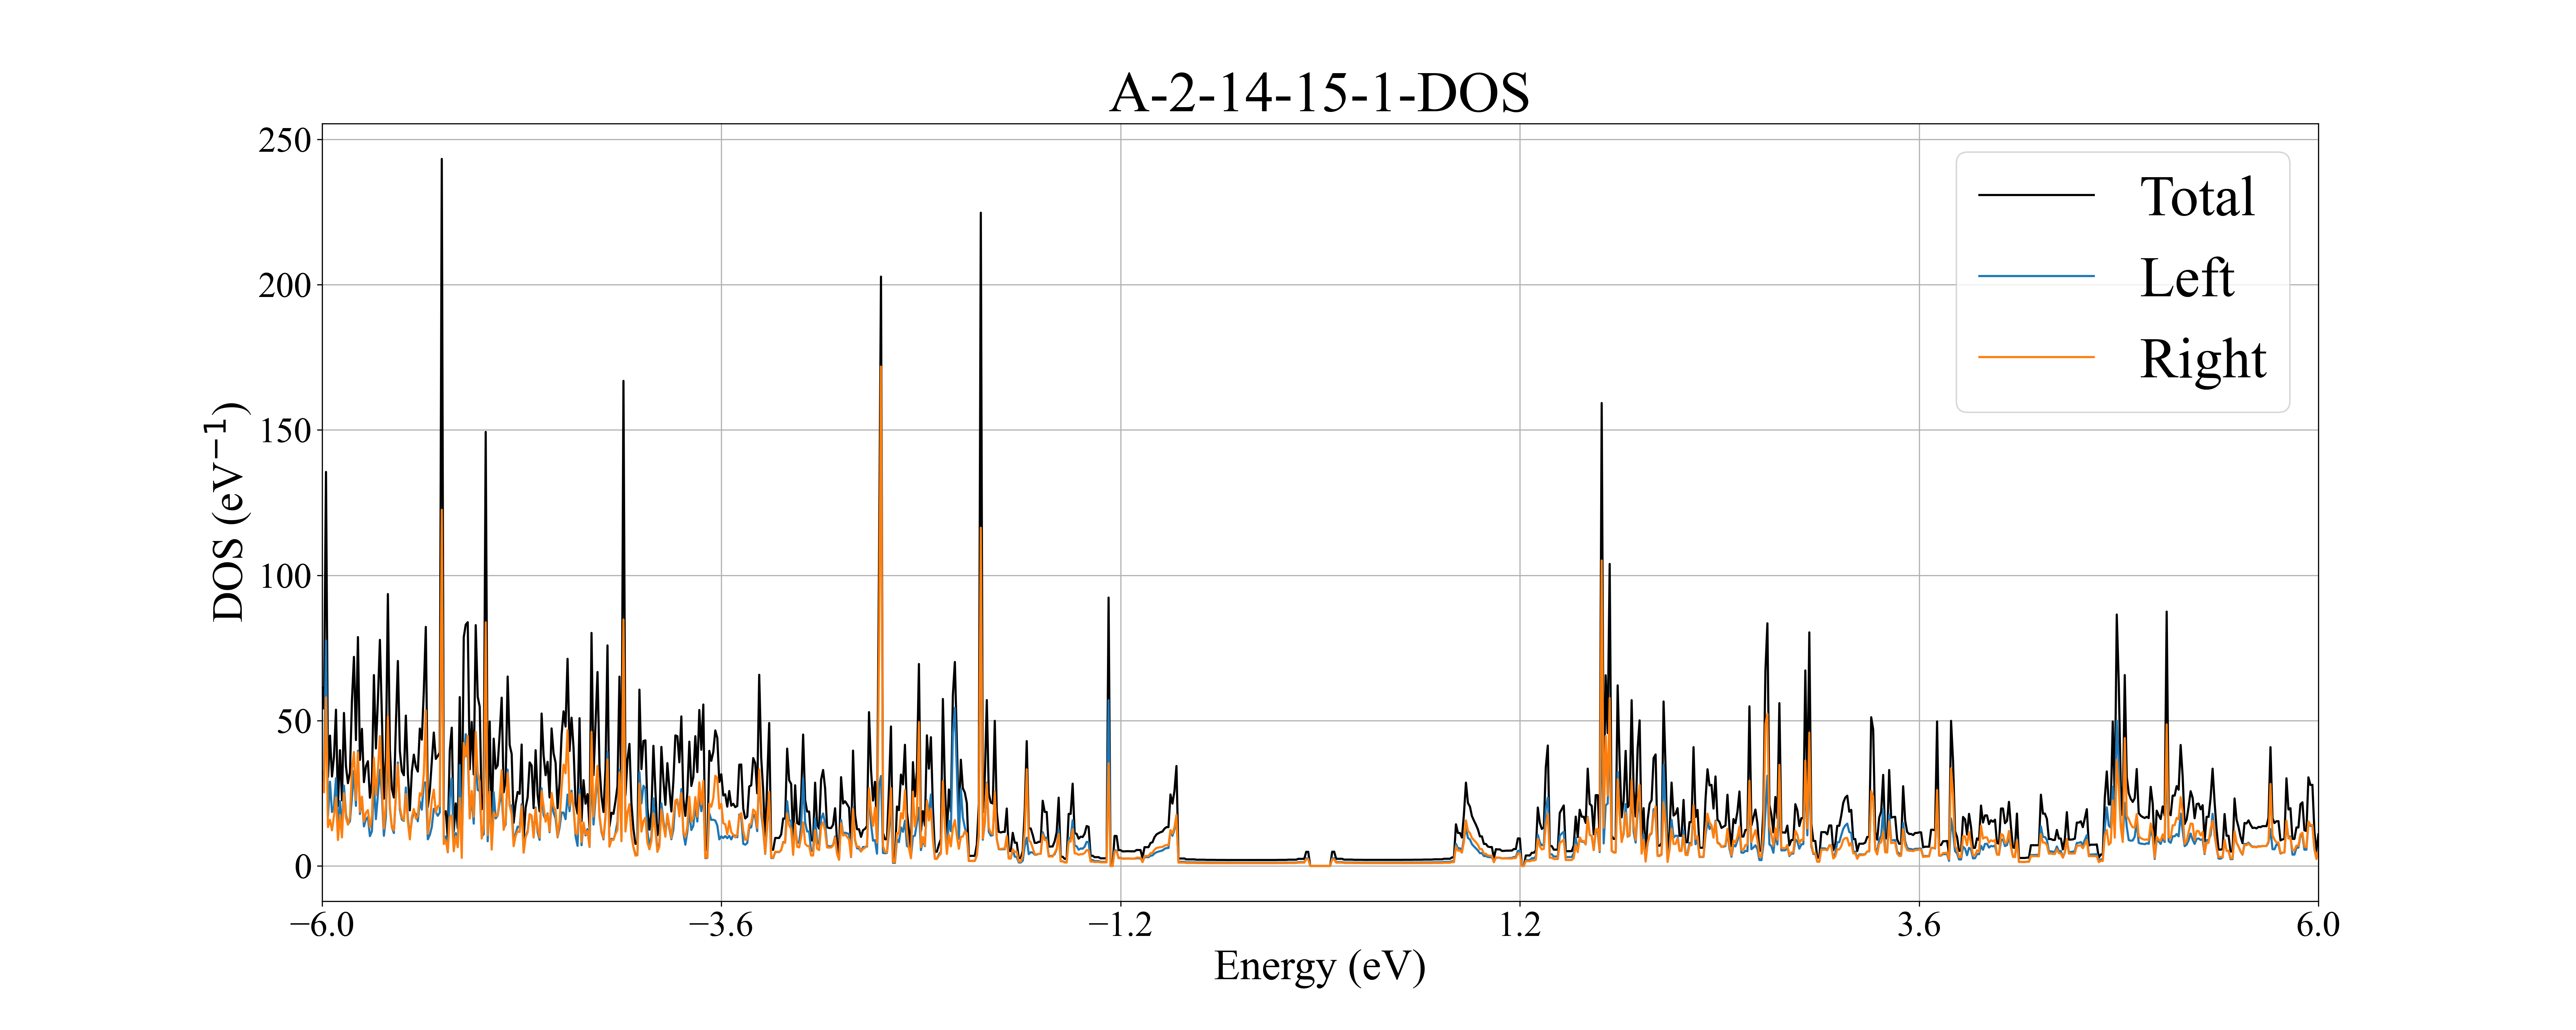 A-2-14-15-1-DOS
250
200
150
100
50
0
DOS (eV⁻¹)
Total
Left
Right
−6.0 −3.6 −1.2 1.2 3.6 6.0
Energy (eV)